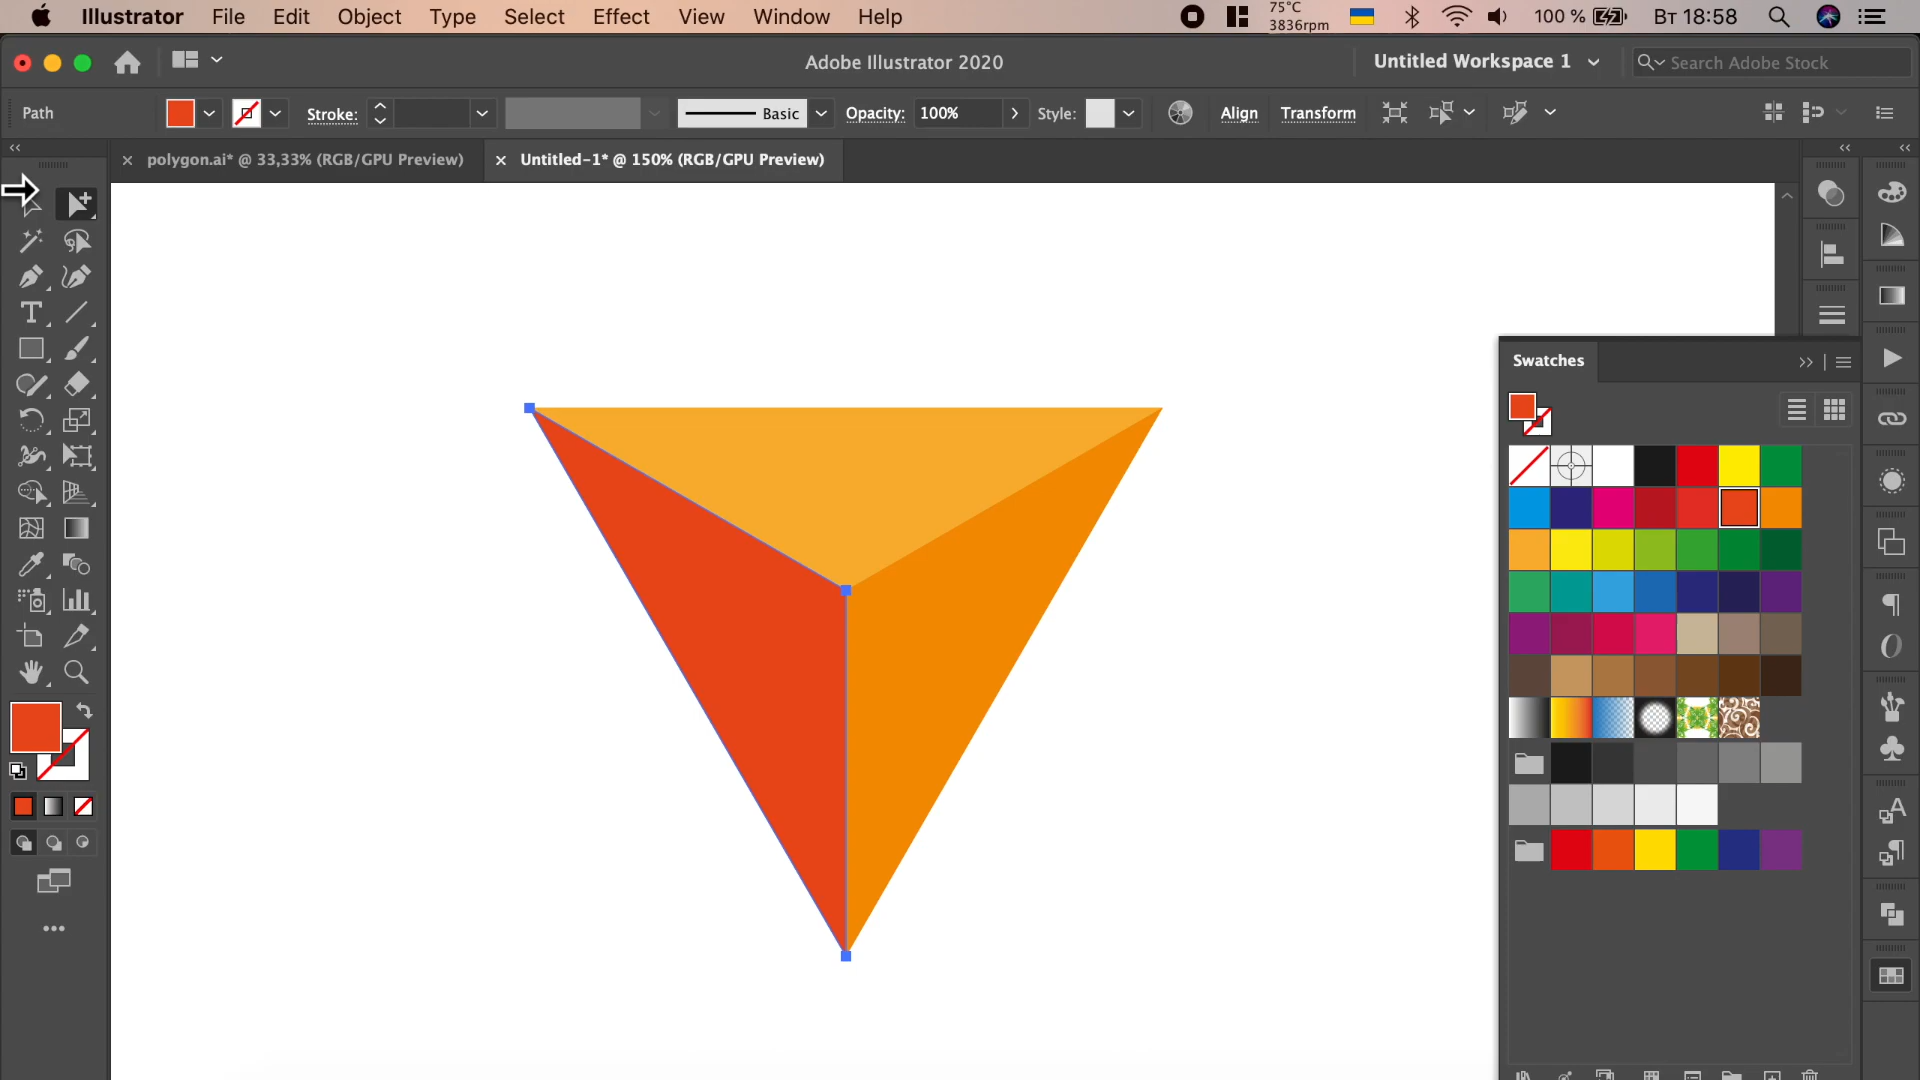 Illustrator File Edit Object Type Select Effect View Window Help 75°C 3836rpm 100 % Вт 18:58
Adobe Illustrator 2020 Untitled Workspace 1 Search Adobe Stock
Path Stroke: Basic Opacity: 100% Style: Align Transform
polygon.ai* @ 33,33% (RGB/GPU Preview) Untitled-1* @ 150% (RGB/GPU Preview)
Swatches